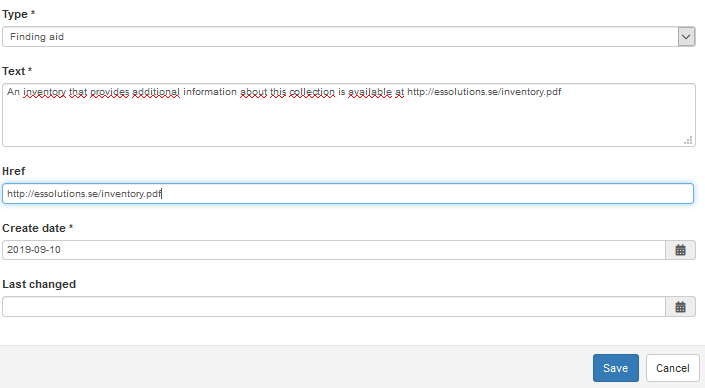 Type *
Finding aid
Text *
An inventory that provides additional information about this collection is available at http://essolutions.se/inventory.pdf
Href
http://essolutions.se/inventory.pdf
Create date *
2019-09-10
Last changed
Save Cancel